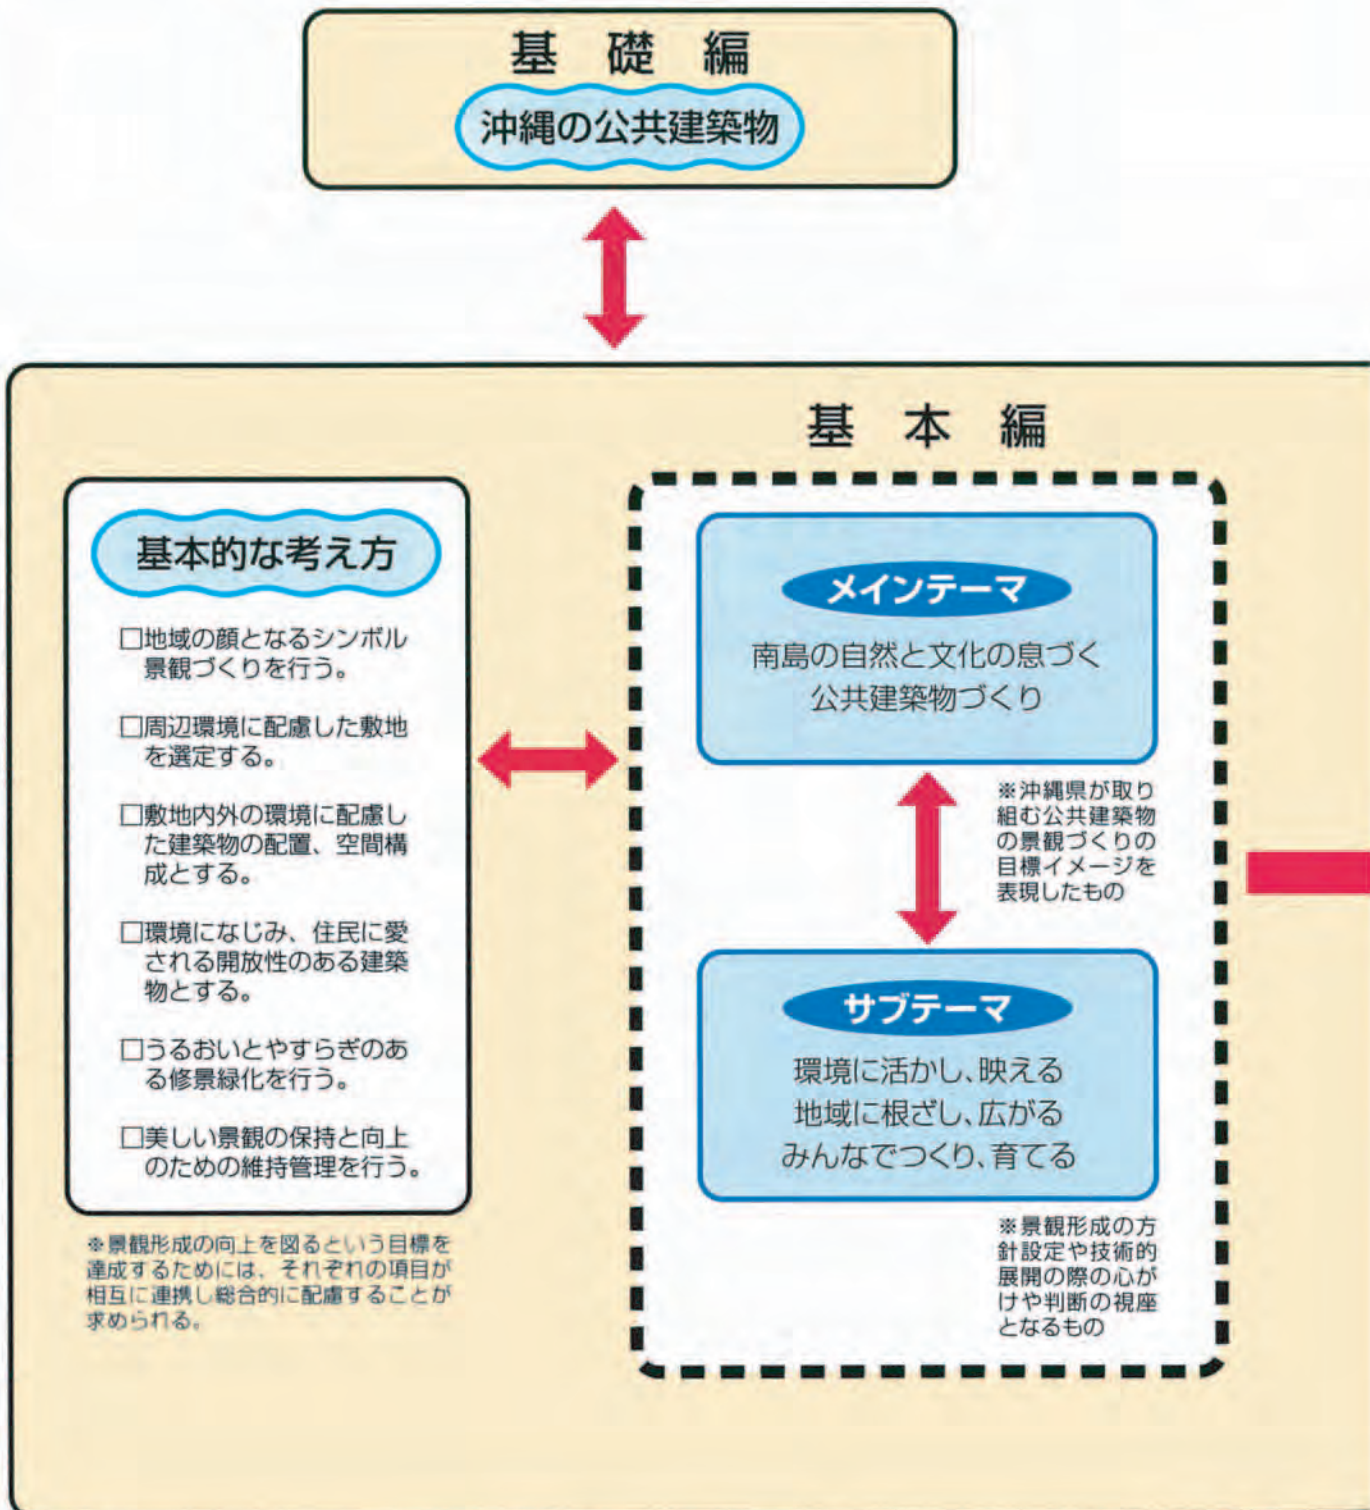 基礎編
沖縄の公共建築物
基本編
基本的な考え方
□地域の顔となるシンボル
景観づくりを行う。
□周辺環境に配慮した敷地
を選定する。
□敷地内外の環境に配慮し
た建築物の配置、空間構
成とする。
□環境になじみ、住民に愛
される開放性のある建築
物とする。
□うるおいとやすらぎのあ
る修景緑化を行う。
□美しい景観の保持と向上
のための維持管理を行う。
※景観形成の向上を図るという目標を
達成するためには、それぞれの項目が
相互に連携し総合的に配慮することが
求められる。
メインテーマ
南島の自然と文化の息づく
公共建築物づくり
※沖縄県が取り
組む公共建築物
の景観づくりの
目標イメージを
表現したもの
サブテーマ
環境に活かし、映える
地域に根ざし、広がる
みんなでつくり、育てる
※景観形成の方
針設定や技術的
展開の際の心が
けや判断の視座
となるもの